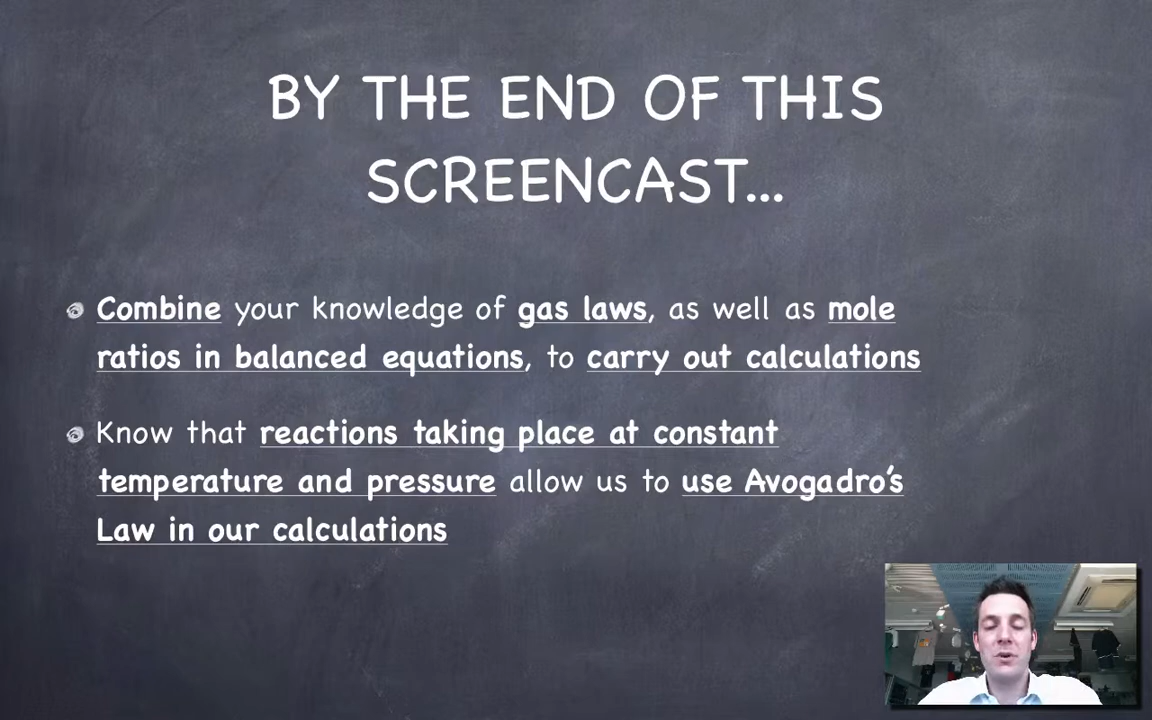 BY THE END OF THIS
SCREENCAST...
Combine your knowledge of gas laws, as well as mole
ratios in balanced equations, to carry out calculations
Know that reactions taking place at constant
temperature and pressure allow us to use Avogadro's
Law in our calculations